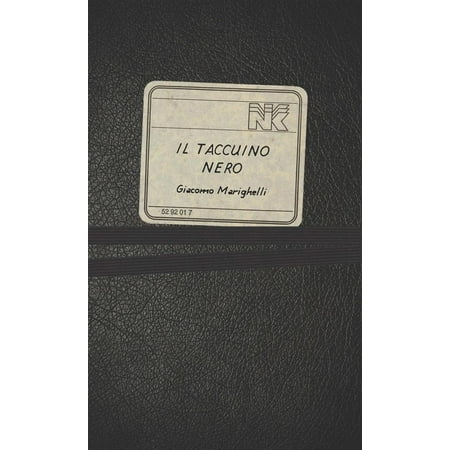 NK
IL TACCUINO
NERO
Giacomo Marighelli
52 92 01 7